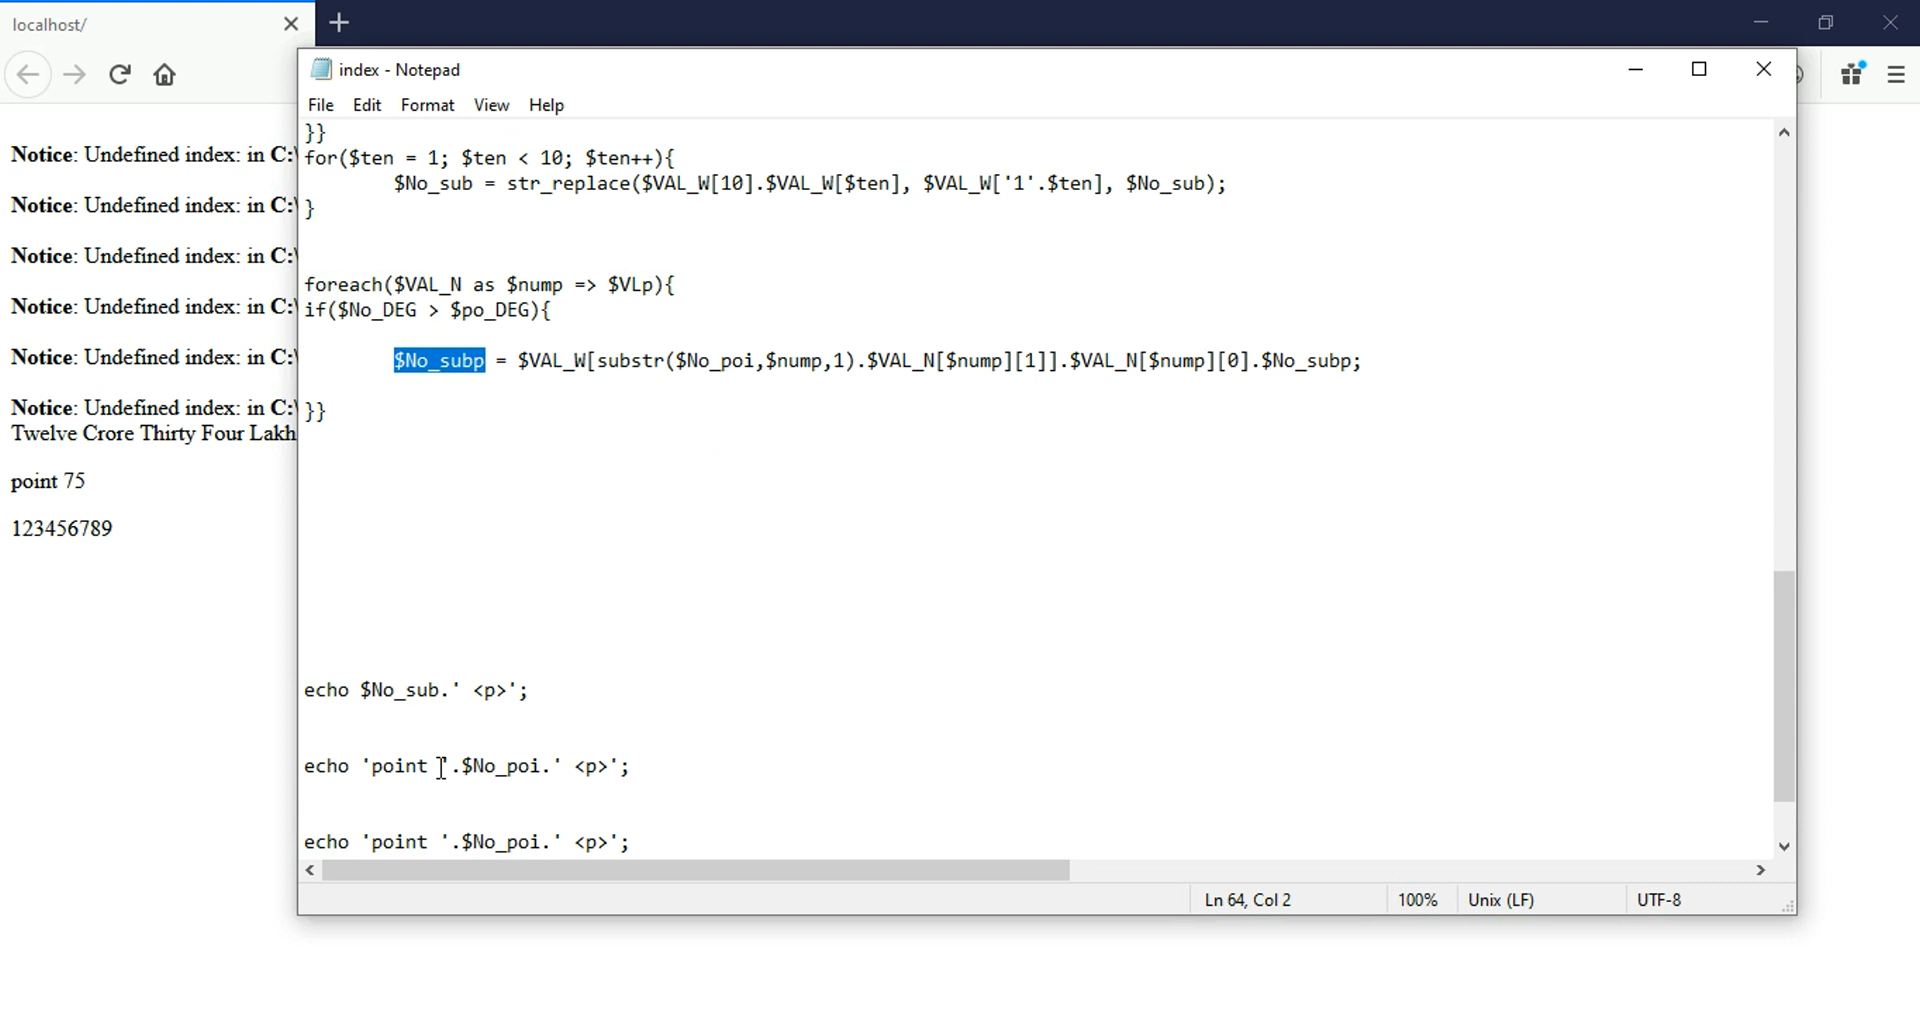 localhost/
index - Notepad
File Edit Format View Help
Notice: Undefined index: in C:\
Notice: Undefined index: in C:\
Notice: Undefined index: in C:\
Notice: Undefined index: in C:\
Notice: Undefined index: in C:\
Notice: Undefined index: in C:\
Twelve Crore Thirty Four Lakh
point 75
123456789
}}
for($ten = 1; $ten < 10; $ten++){
$No_sub = str_replace($VAL_W[10].$VAL_W[$ten], $VAL_W['1'.$ten], $No_sub);
}
foreach($VAL_N as $nump => $VLp){
if($No_DEG > $po_DEG){
$No_subp = $VAL_W[substr($No_poi,$nump,1).$VAL_N[$nump][1]].$VAL_N[$nump][0].$No_subp;
}}
echo $No_sub.' <p>';
echo 'point '.$No_poi.' <p>';
echo 'point '.$No_poi.' <p>';
Ln 64, Col 2 100% Unix (LF) UTF-8